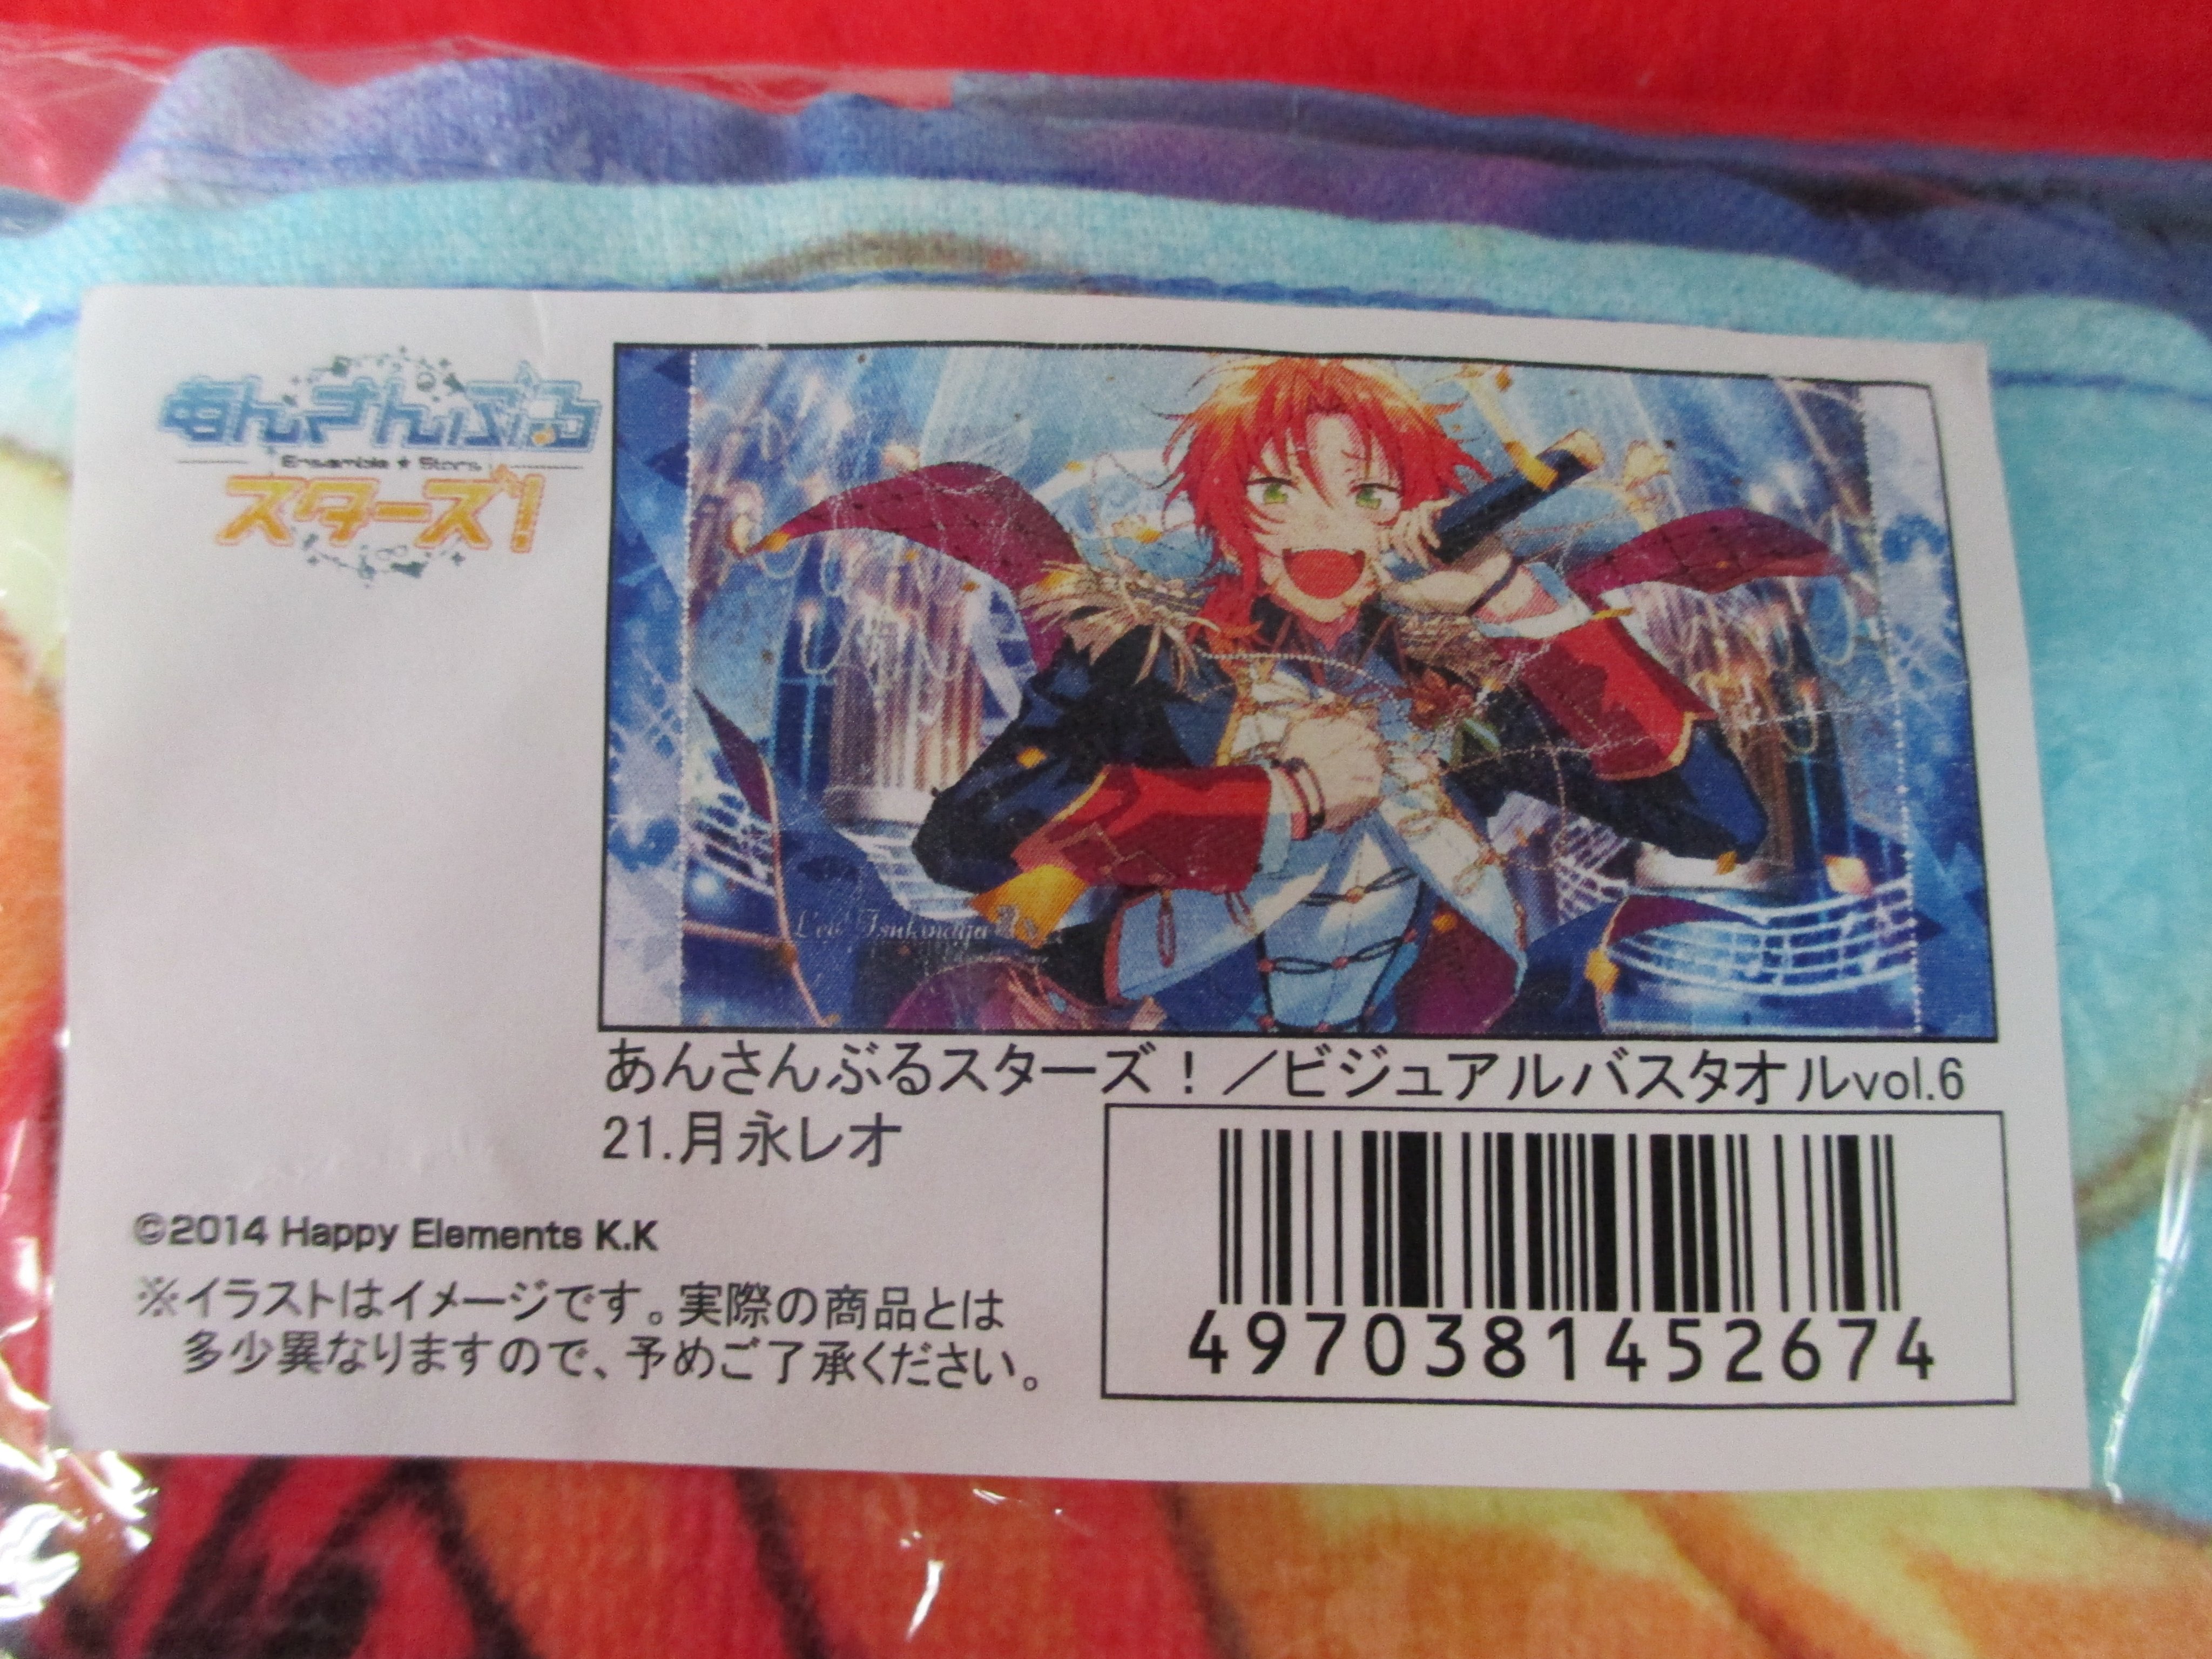 あんさんぶる
Ensemble ★ Stars
スターズ!
Leo Tsukinaga
あんさんぶるスターズ!/ビジュアルバスタオルvol.6
21.月永レオ
©2014 Happy Elements K.K
※イラストはイメージです。実際の商品とは
多少異なりますので、予めご了承ください。
4970381452674